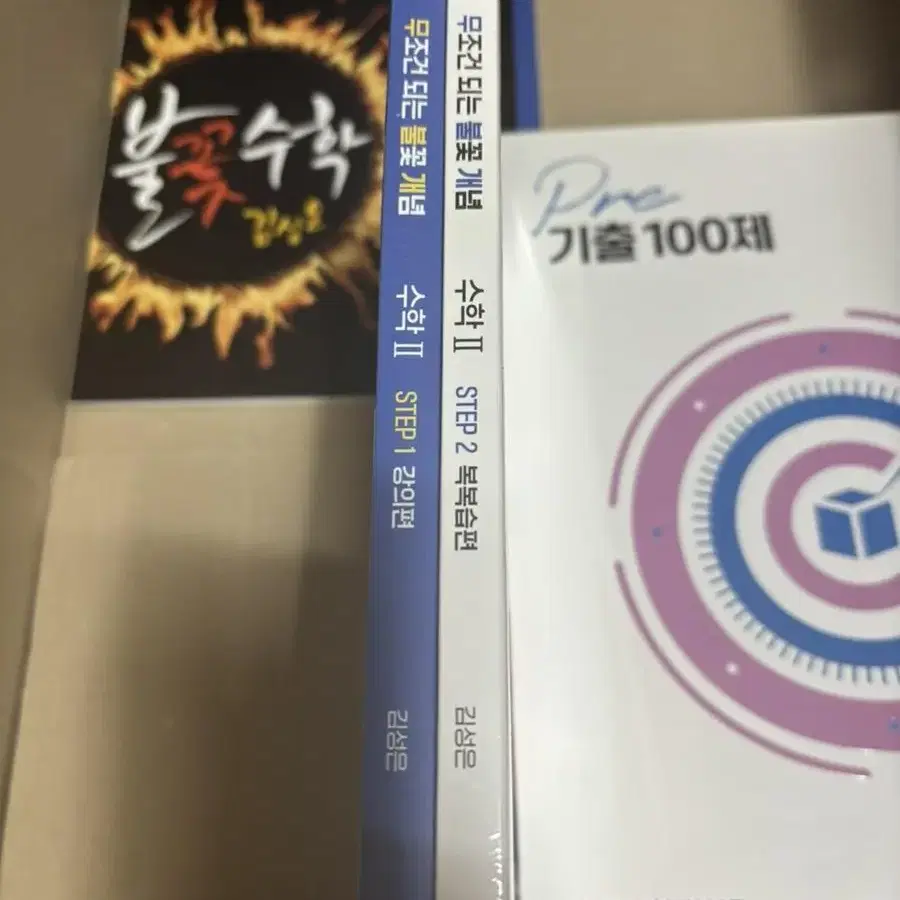 불꽃수학
김성은
무조건 되는 불꽃 개념 수학 II STEP 1 강의편 김성은
무조건 되는 불꽃 개념 수학 II STEP 2 복복습편 김성은
Pre
기출 100제